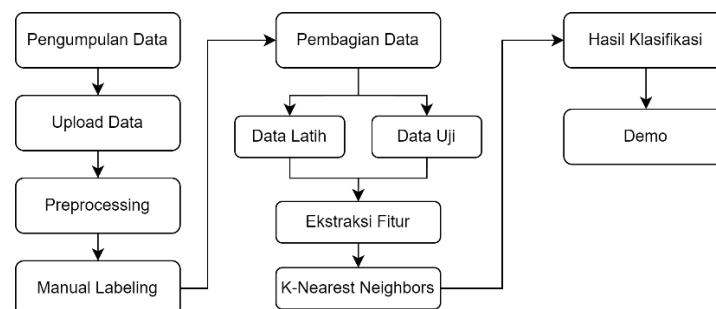 Pengumpulan Data
Upload Data
Preprocessing
Manual Labeling
Pembagian Data
Data Latih
Data Uji
Ekstraksi Fitur
K-Nearest Neighbors
Hasil Klasifikasi
Demo